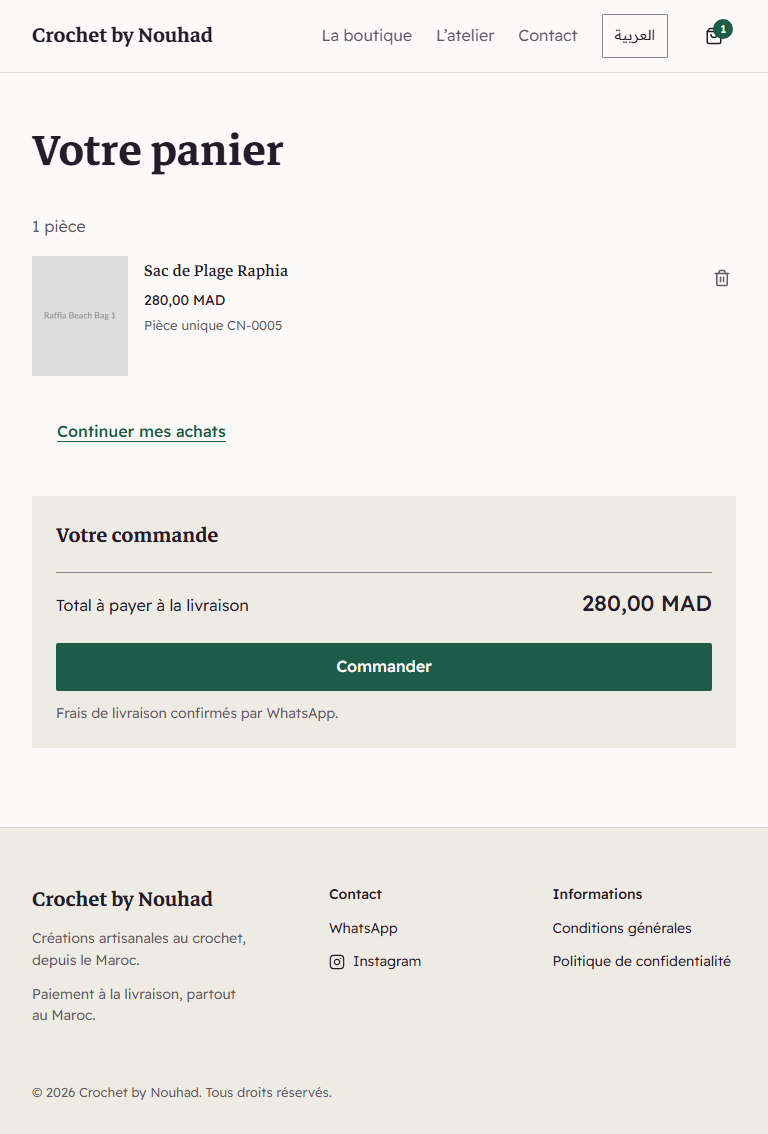 Crochet by Nouhad
La boutique
L’atelier
Contact
العربية
1
Votre panier
1 pièce
Raffia Beach Bag 1
Sac de Plage Raphia
280,00 MAD
Pièce unique CN-0005
Continuer mes achats
Votre commande
Total à payer à la livraison
280,00 MAD
Commander
Frais de livraison confirmés par WhatsApp.
Crochet by Nouhad
Créations artisanales au crochet,
depuis le Maroc.
Paiement à la livraison, partout
au Maroc.
Contact
WhatsApp
Instagram
Informations
Conditions générales
Politique de confidentialité
© 2026 Crochet by Nouhad. Tous droits réservés.